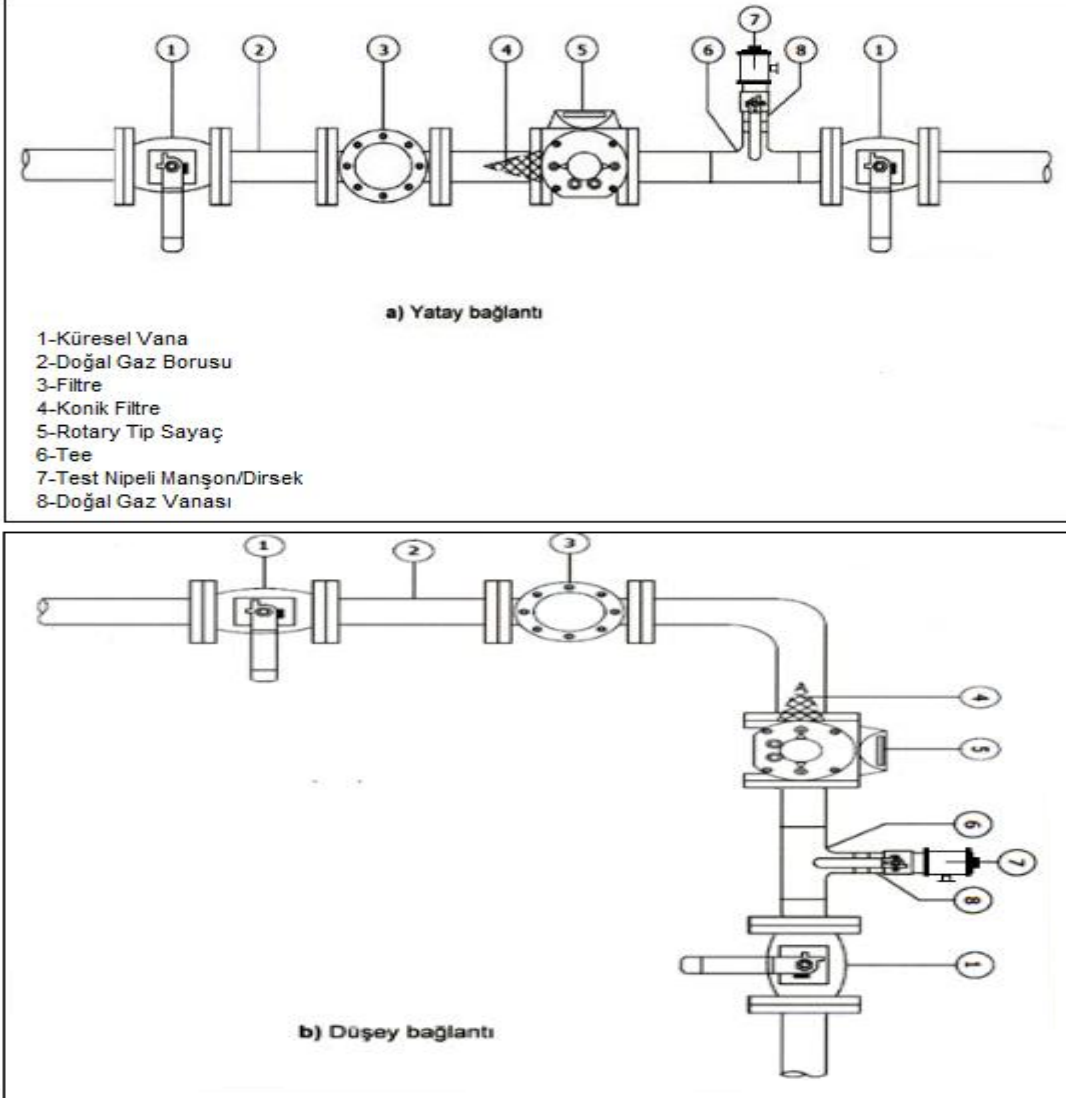 1 2 3 4 5 6 7 8 1
a) Yatay bağlantı
1-Küresel Vana
2-Doğal Gaz Borusu
3-Filtre
4-Konik Filtre
5-Rotary Tip Sayaç
6-Tee
7-Test Nipeli Manşon/Dirsek
8-Doğal Gaz Vanası
1 2 3
4
5
6
7
8
1
b) Düşey bağlantı